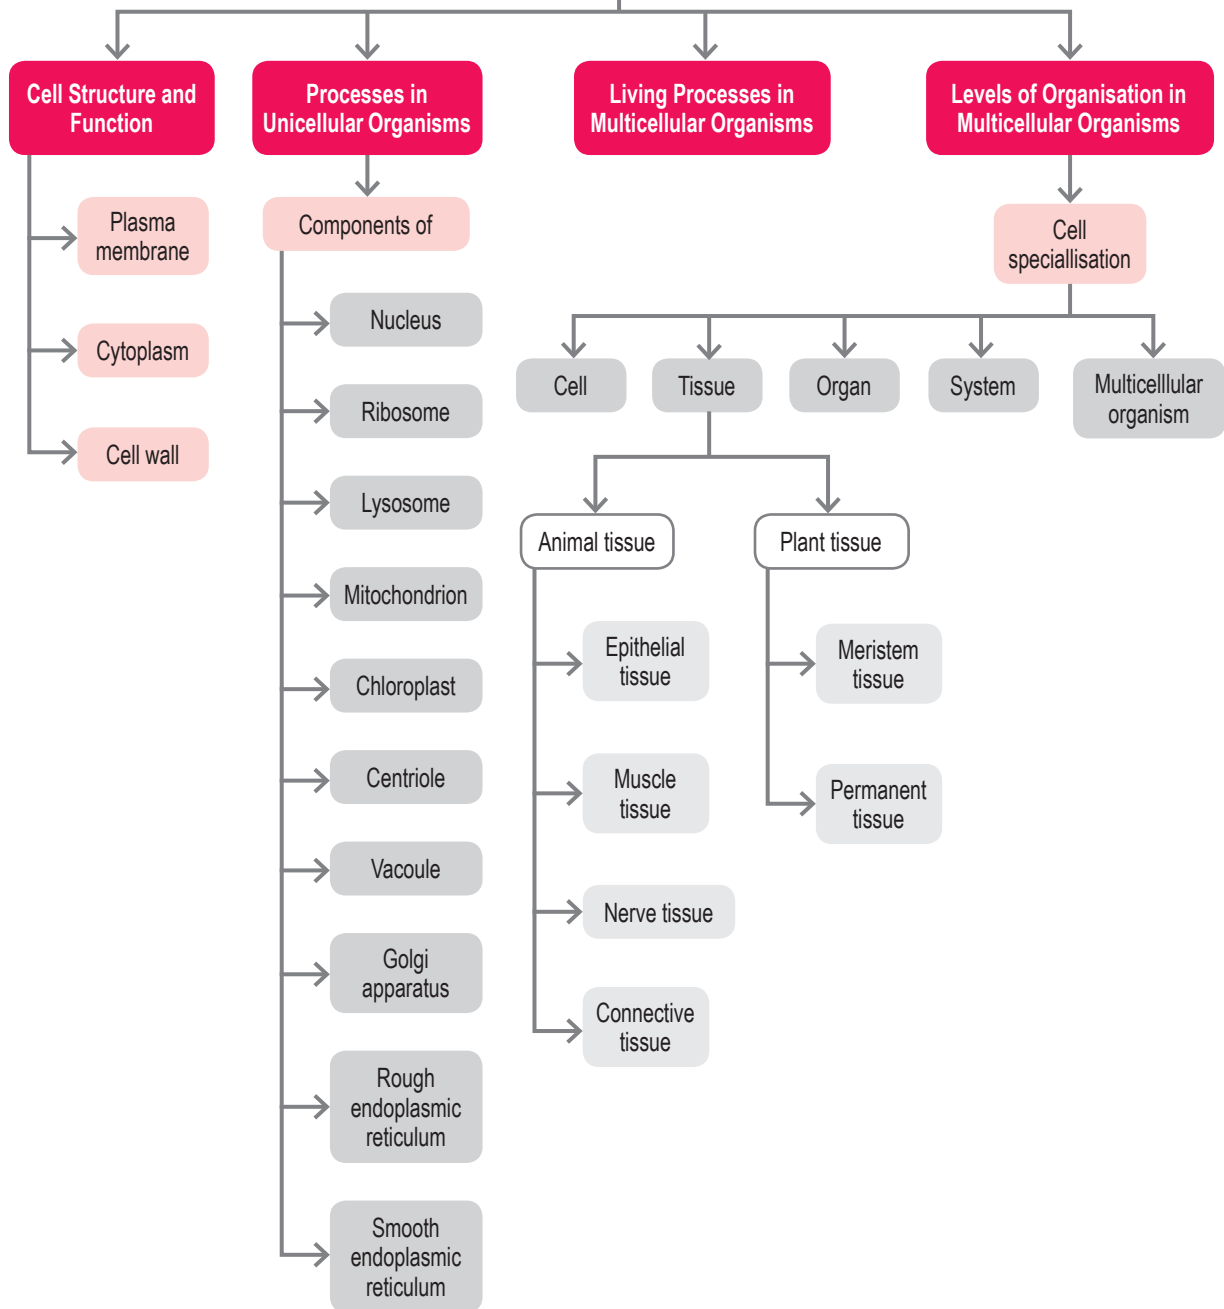 Cell Structure and
Function
Processes in
Unicellular Organisms
Living Processes in
Multicellular Organisms
Levels of Organisation in
Multicellular Organisms
Plasma
membrane
Cytoplasm
Cell wall
Components of
Nucleus
Ribosome
Lysosome
Mitochondrion
Chloroplast
Centriole
Vacoule
Golgi
apparatus
Rough
endoplasmic
reticulum
Smooth
endoplasmic
reticulum
Cell
speciallisation
Cell
Tissue
Organ
System
Multicelllular
organism
Animal tissue
Plant tissue
Epithelial
tissue
Muscle
tissue
Nerve tissue
Connective
tissue
Meristem
tissue
Permanent
tissue